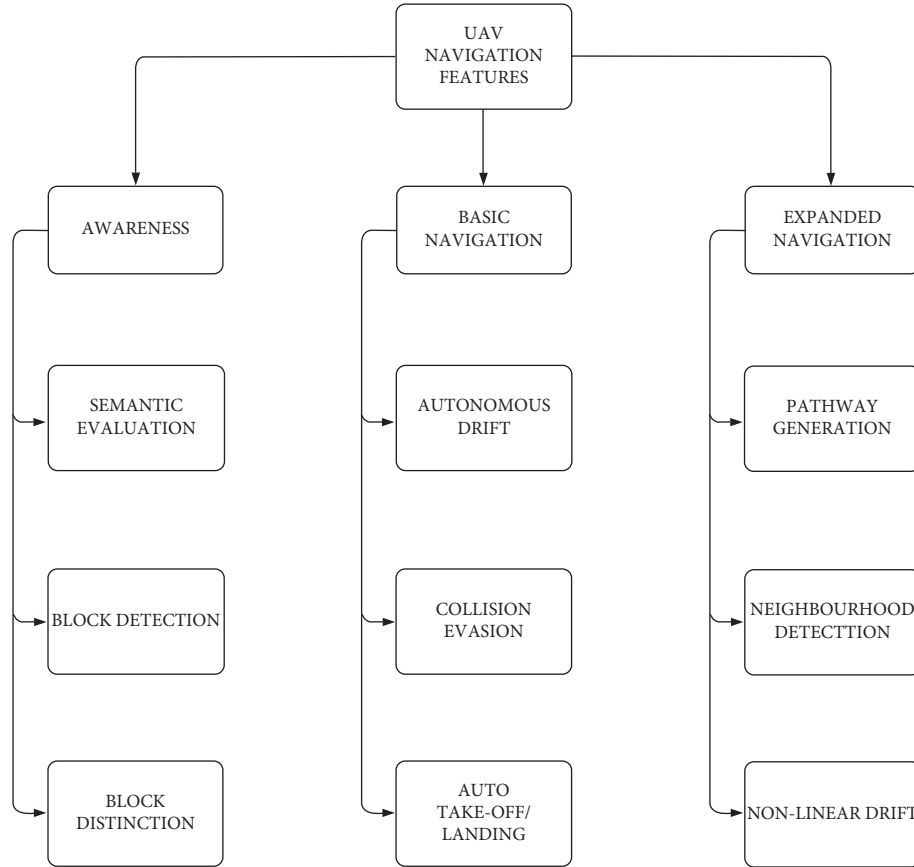 UAV
NAVIGATION
FEATURES
AWARENESS
BASIC
NAVIGATION
EXPANDED
NAVIGATION
SEMANTIC
EVALUATION
AUTONOMOUS
DRIFT
PATHWAY
GENERATION
BLOCK DETECTION
COLLISION
EVASION
NEIGHBOURHOOD
DETECTTION
BLOCK
DISTINCTION
AUTO
TAKE-OFF/
LANDING
NON-LINEAR DRIFT